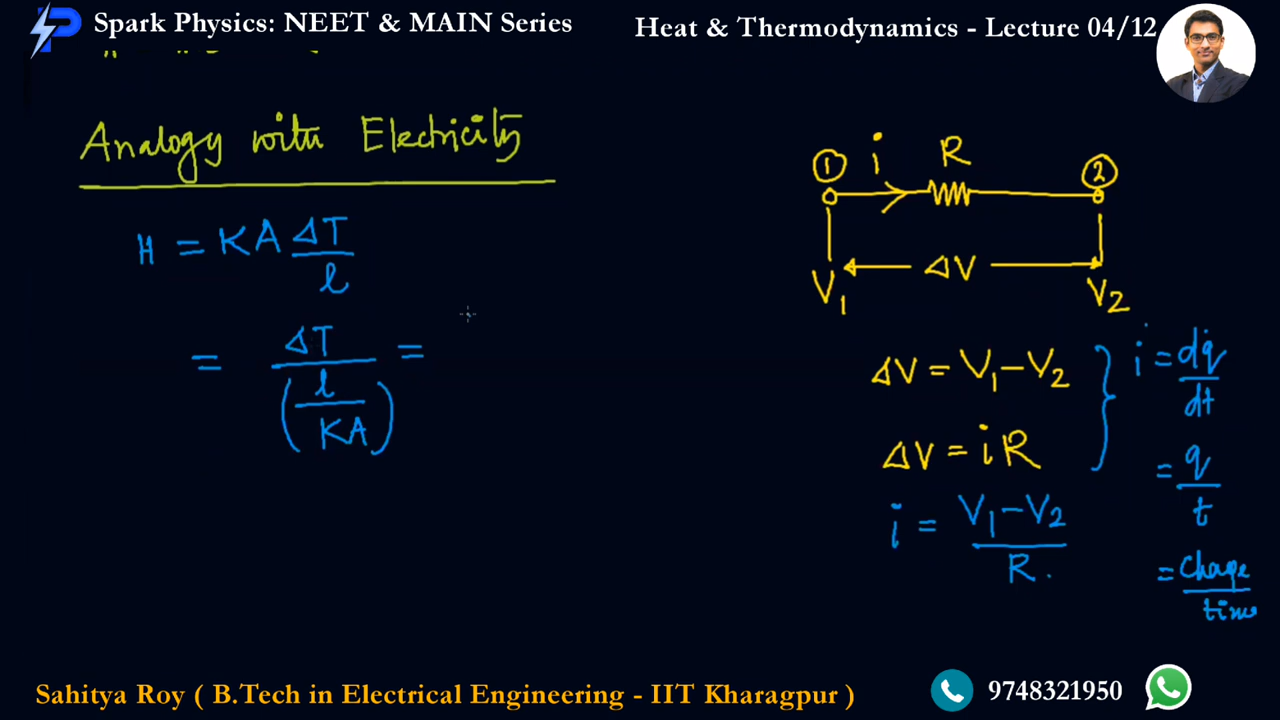 Spark Physics: NEET & MAIN Series
Heat & Thermodynamics - Lecture 04/12
Analogy with Electricity
H = KA ΔT / l
= ΔT / (l / KA) =
① i R ②
V₁ ΔV V₂
ΔV = V₁ - V₂
ΔV = iR
i = V₁ - V₂ / R.
i = dq / dt
= q / t
= Charge / time
Sahitya Roy ( B.Tech in Electrical Engineering - IIT Kharagpur )
9748321950